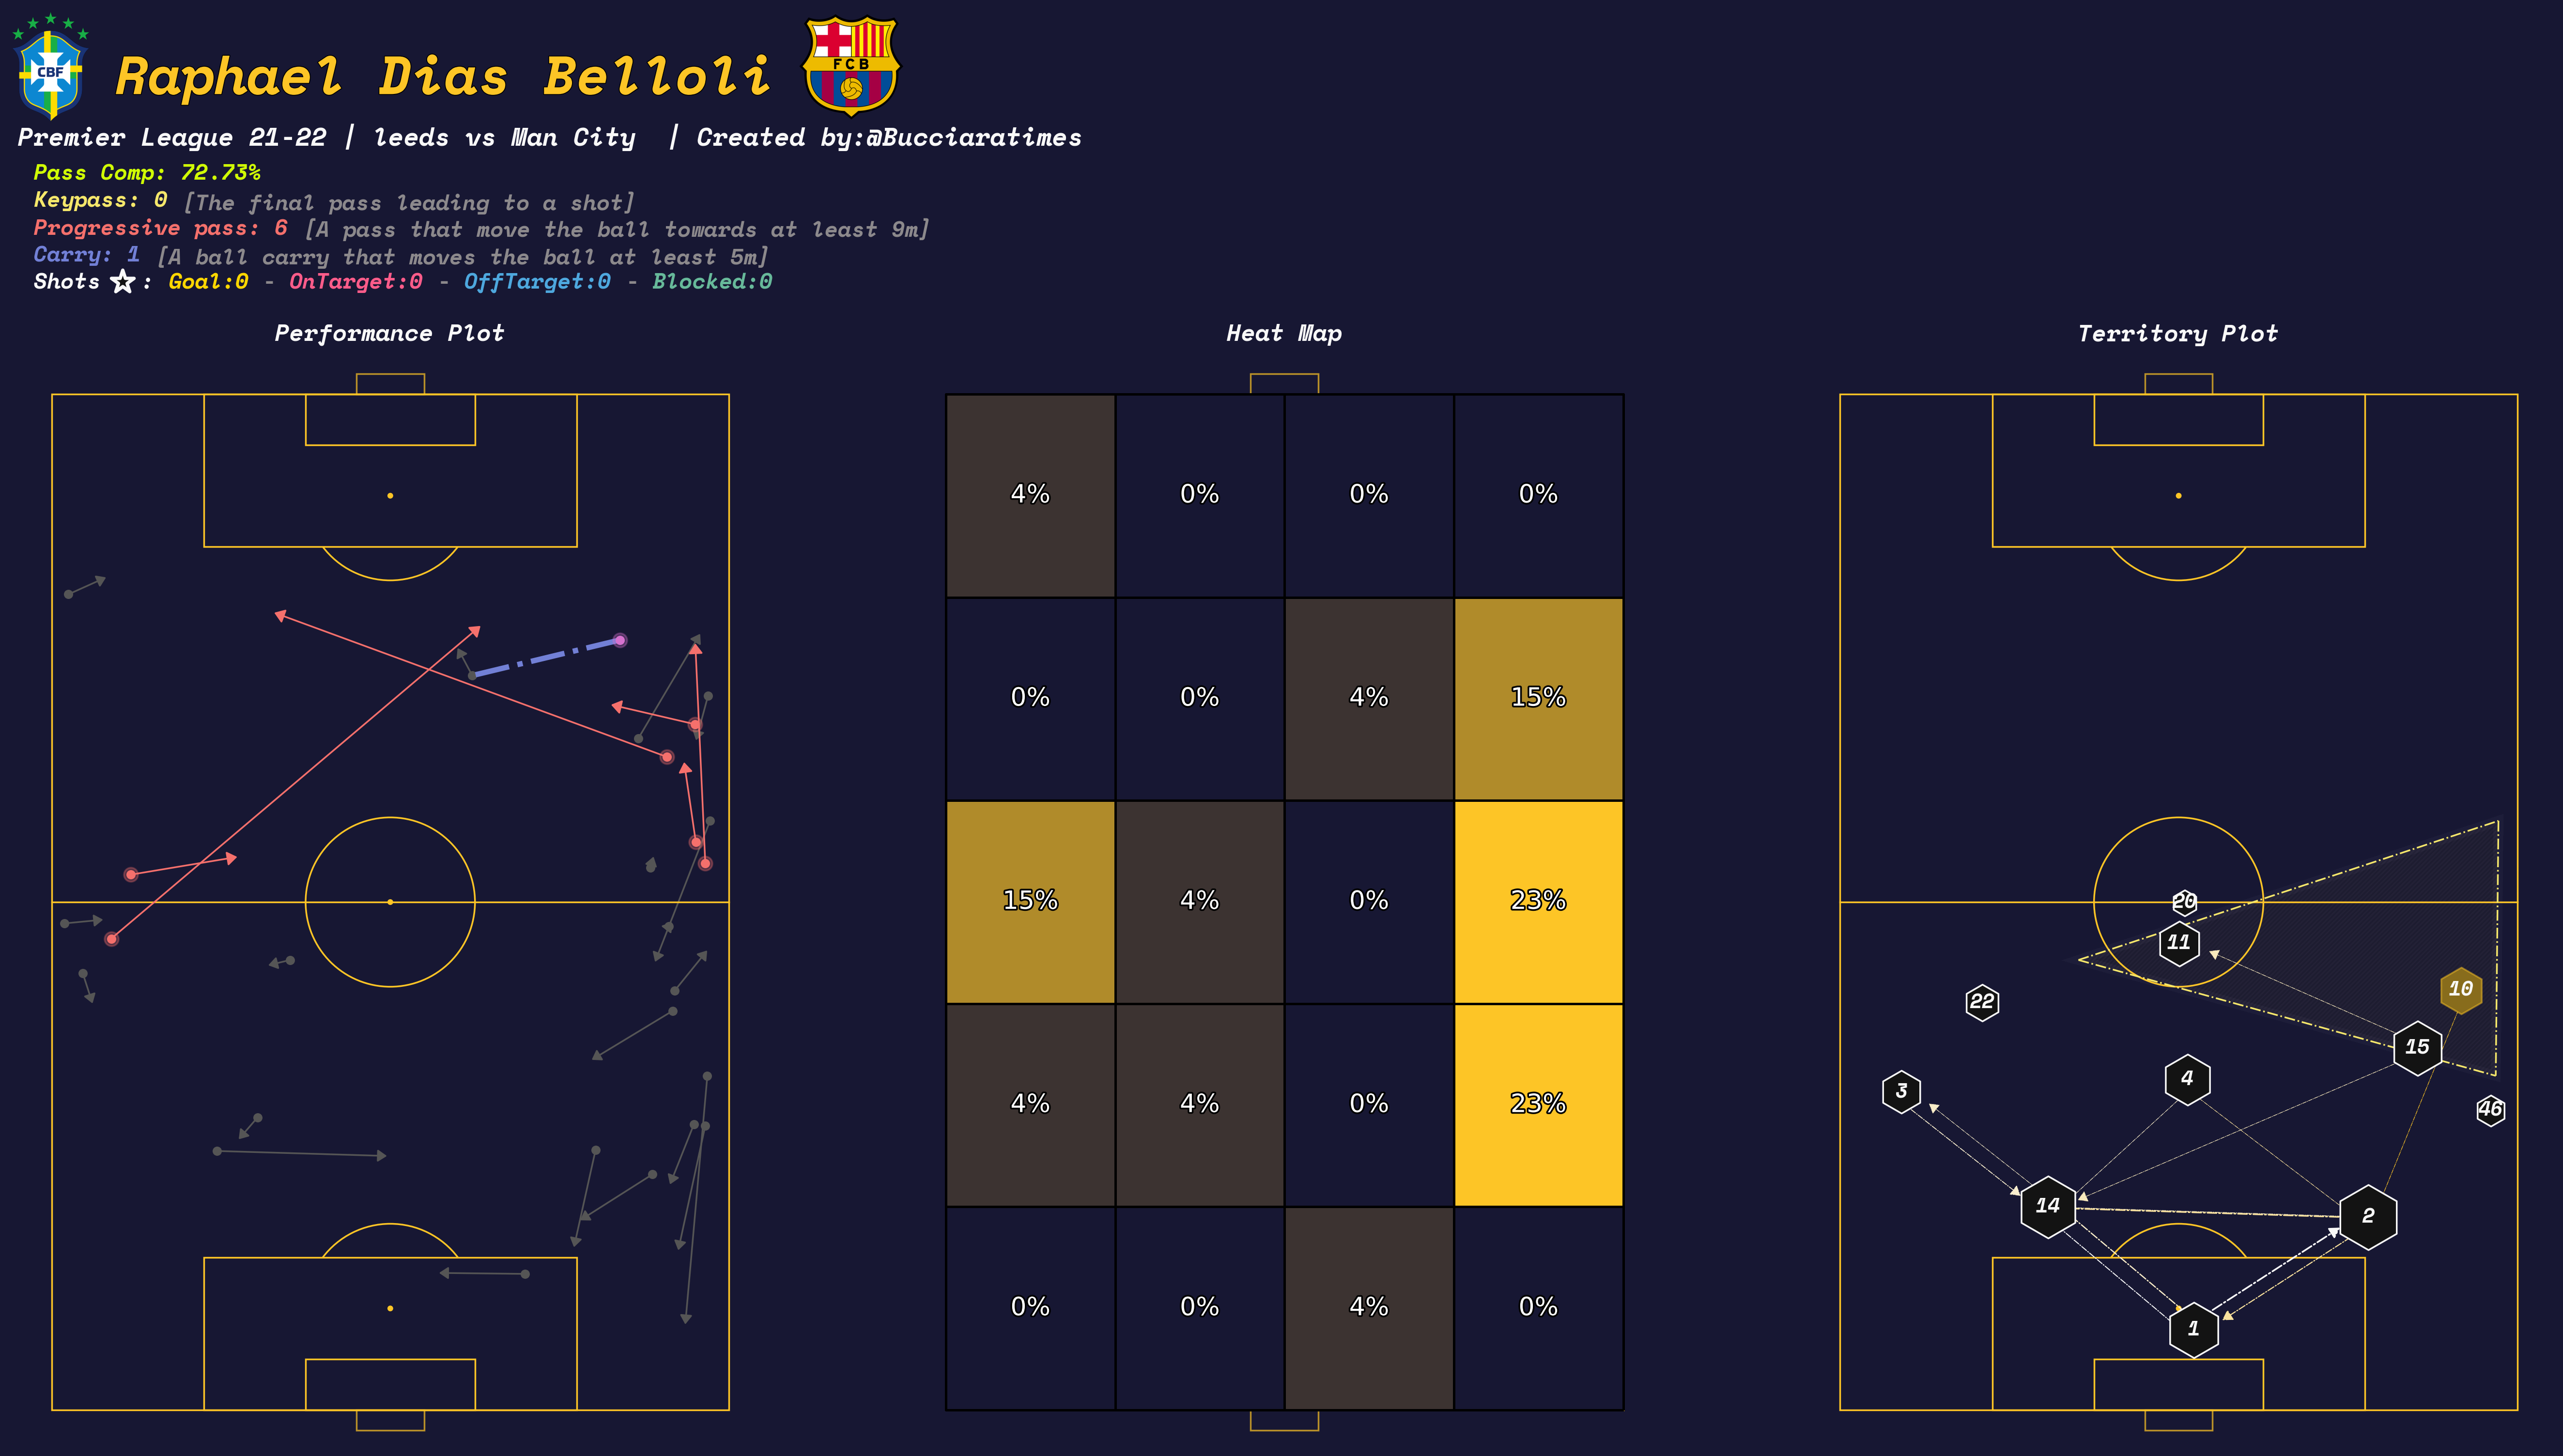 CBF
Raphael Dias Belloli
FCB
Premier League 21-22 | leeds vs Man City | Created by:@Bucciaratimes
Pass Comp: 72.73%
Keypass: 0 [The final pass leading to a shot]
Progressive pass: 6 [A pass that move the ball towards at least 9m]
Carry: 1 [A ball carry that moves the ball at least 5m]
Shots ☆: Goal:0 - OnTarget:0 - OffTarget:0 - Blocked:0
Performance Plot
Heat Map
Territory Plot
4% 0% 0% 0%
0% 0% 4% 15%
15% 4% 0% 23%
4% 4% 0% 23%
0% 0% 4% 0%
20
11
10
22
15
4
3
46
14
2
1